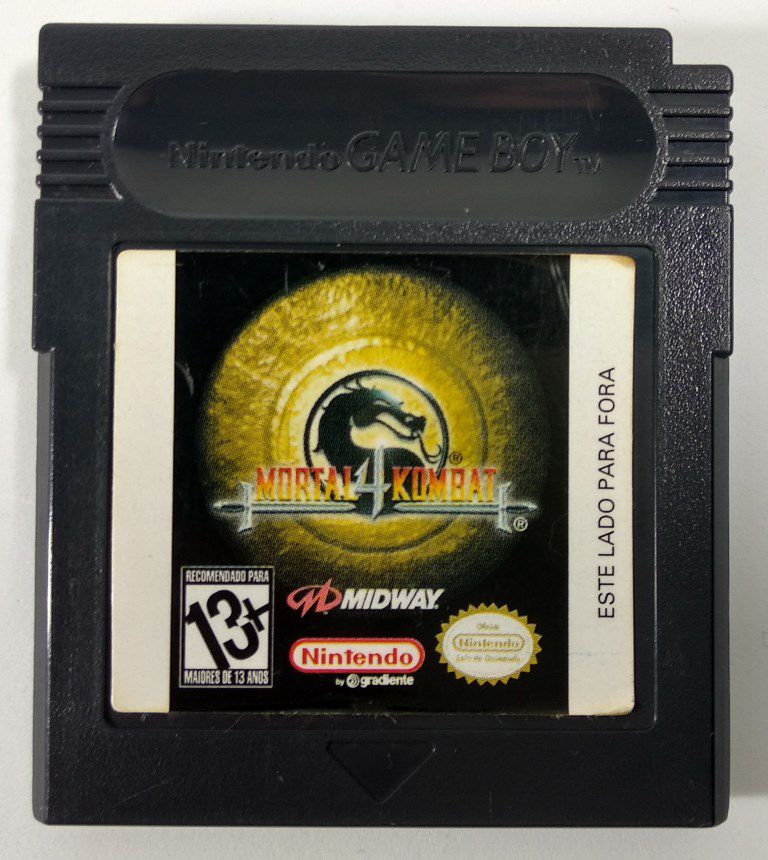 Nintendo GAME BOY TM
MORTAL 4 KOMBAT ®
®
RECOMENDADO PARA
13+
MAIORES DE 13 ANOS
MIDWAY
Nintendo
by gradiente
Nintendo
ESTE LADO PARA FORA